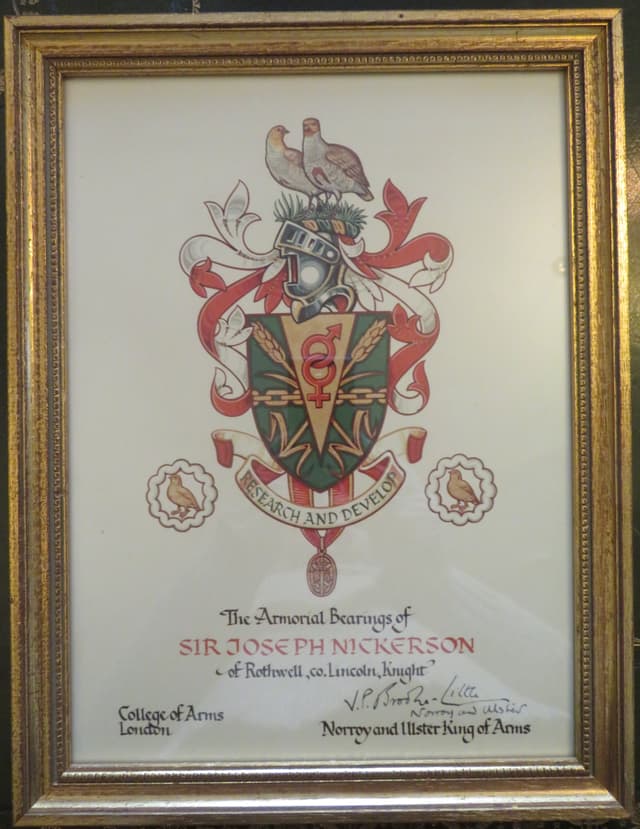 RESEARCH AND DEVELOP
The Armorial Bearings of
SIR JOSEPH NICKERSON
of Rothwell, co. Lincoln, Knight
J.P. Brooke-Little
Norroy and Ulster
College of Arms
London
Norroy and Ulster King of Arms